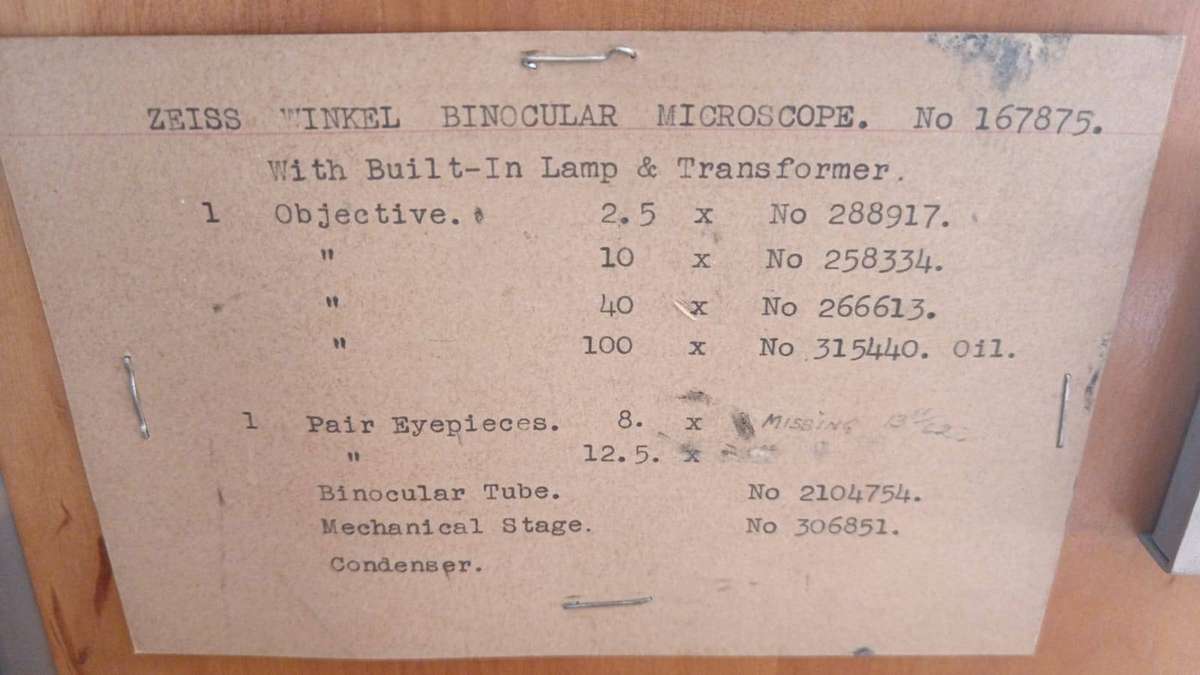 ZEISS WINKEL BINOCULAR MICROSCOPE. No 167875.
With Built-In Lamp & Transformer.
1 Objective. 2.5 x No 288917.
" 10 x No 258334.
" 40 x No 266613.
" 100 x No 315440. Oil.
1 Pair Eyepieces. 8. x MISSING
" 12.5. x
Binocular Tube. No 2104754.
Mechanical Stage. No 306851.
Condenser.